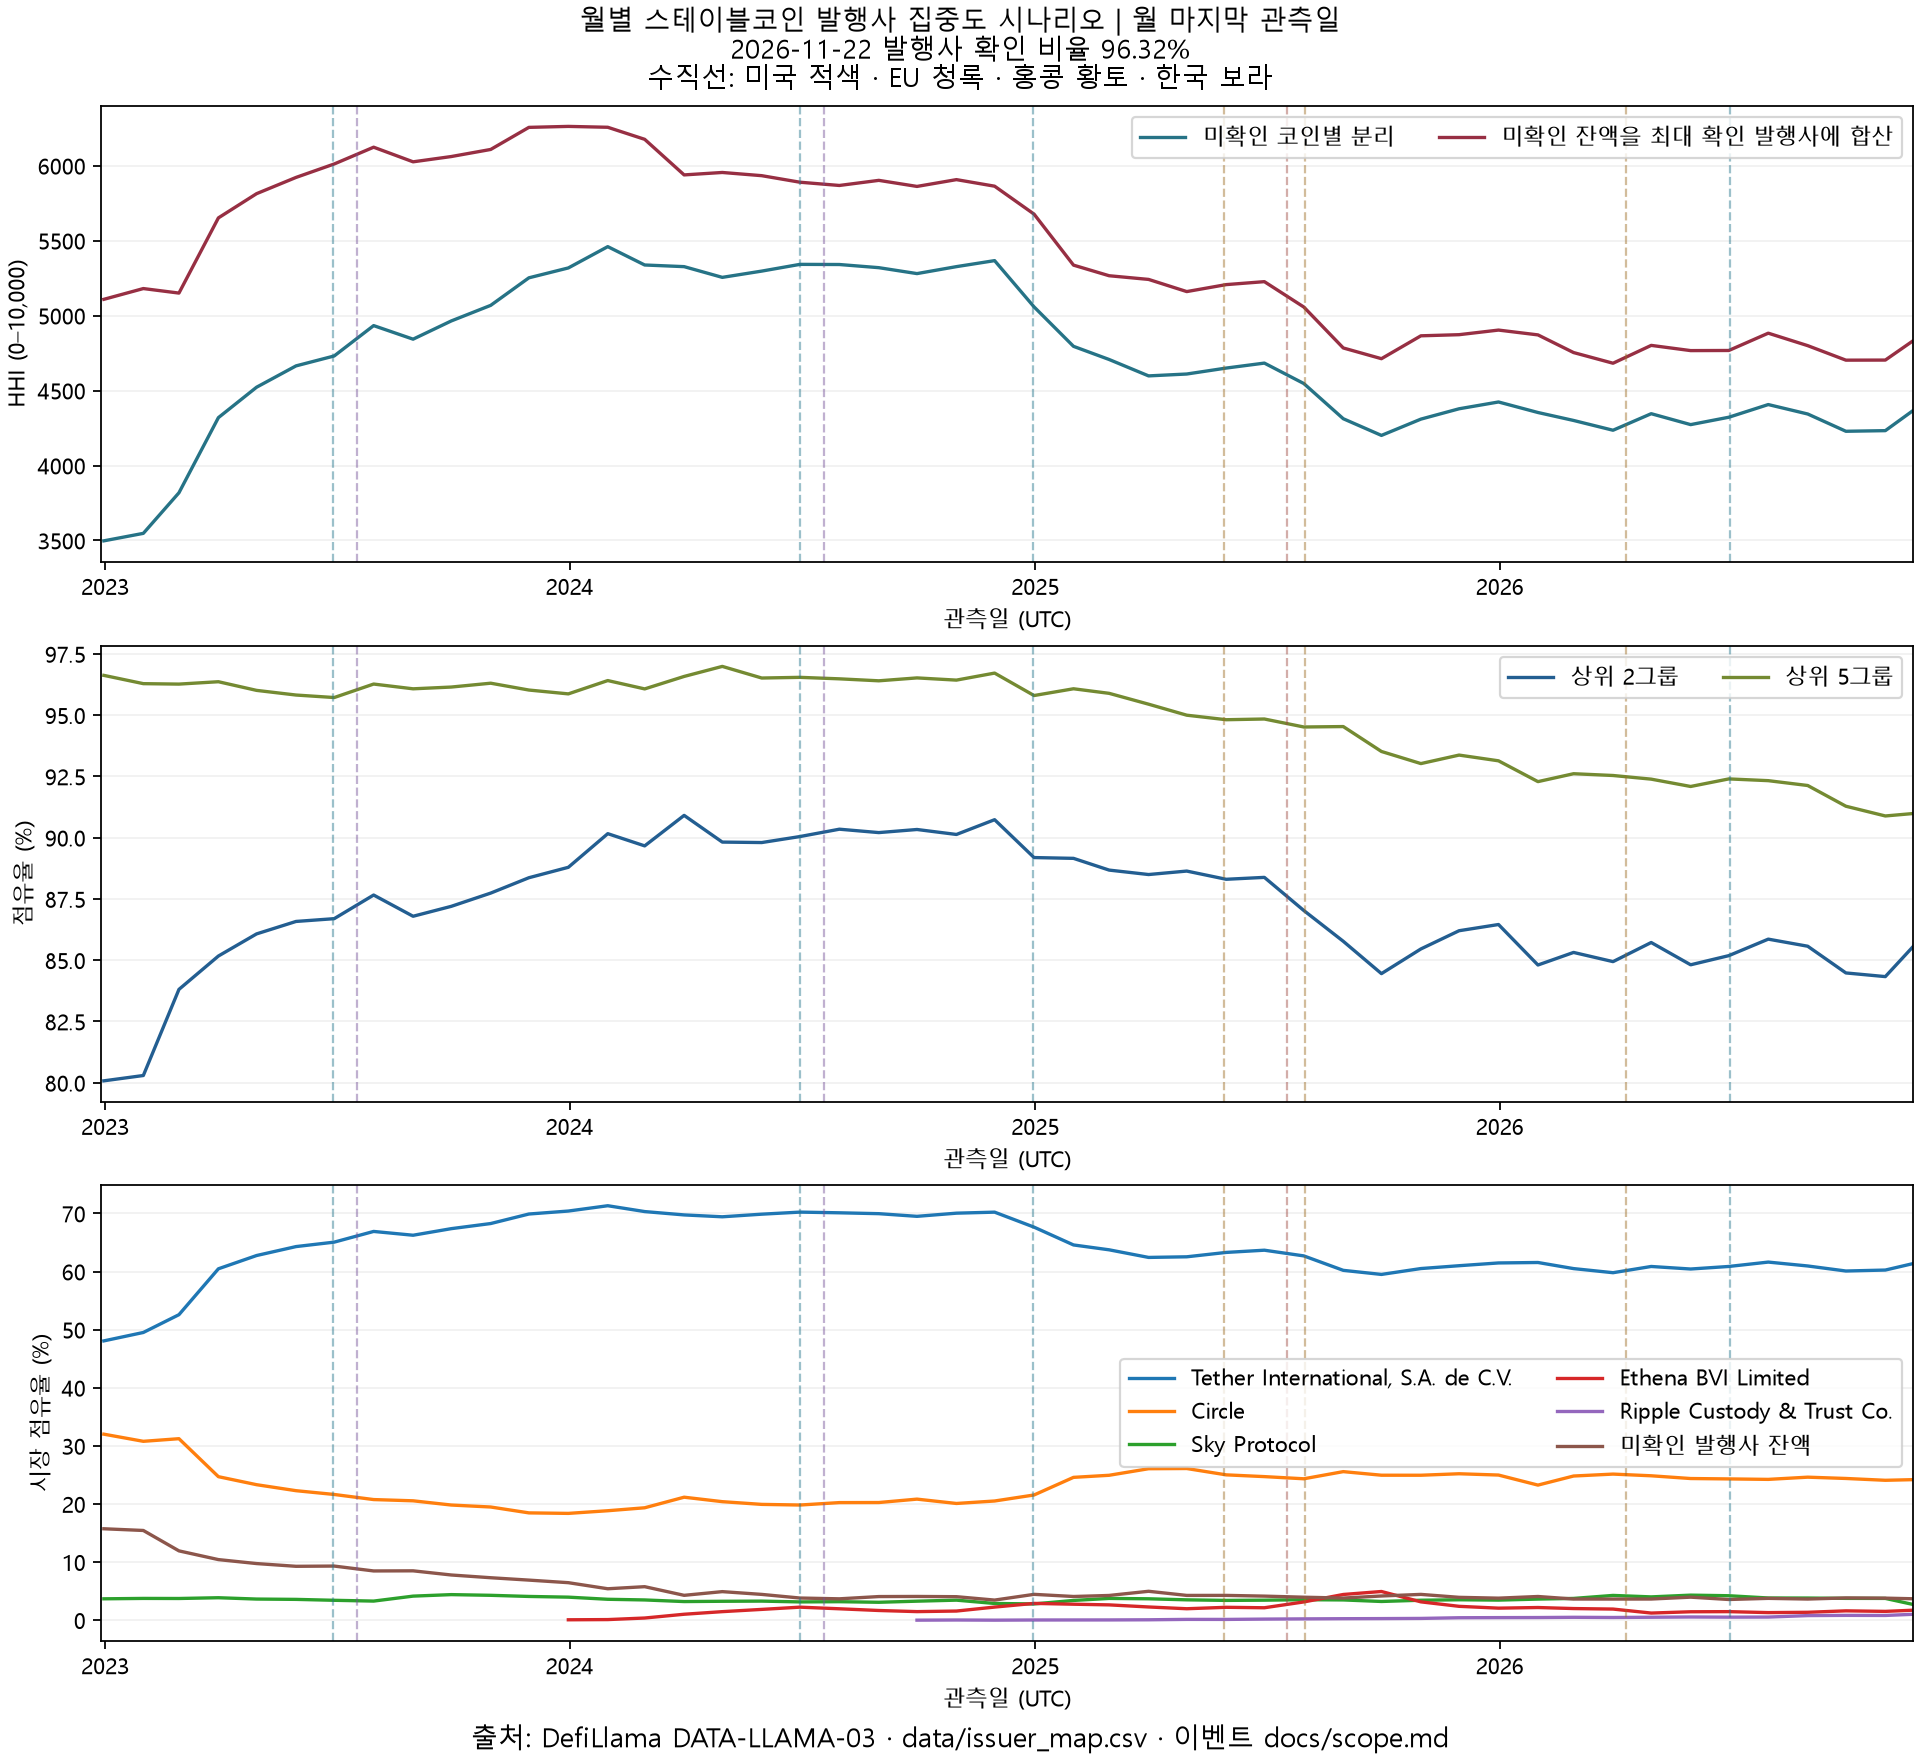 월별 스테이블코인 발행사 집중도 시나리오 | 월 마지막 관측일
2026-11-22 발행사 확인 비율 96.32%
수직선: 미국 적색 · EU 청록 · 홍콩 황토 · 한국 보라
미확인 코인별 분리
미확인 잔액을 최대 확인 발행사에 합산
HHI (0–10,000)
6000
5500
5000
4500
4000
3500
2023
2024
2025
2026
관측일 (UTC)
상위 2그룹
상위 5그룹
점유율 (%)
97.5
95.0
92.5
90.0
87.5
85.0
82.5
80.0
2023
2024
2025
2026
관측일 (UTC)
시장 점유율 (%)
70
60
50
40
30
20
10
0
Tether International, S.A. de C.V.
Circle
Sky Protocol
Ethena BVI Limited
Ripple Custody & Trust Co.
미확인 발행사 잔액
2023
2024
2025
2026
관측일 (UTC)
출처: DefiLlama DATA-LLAMA-03 · data/issuer_map.csv · 이벤트 docs/scope.md